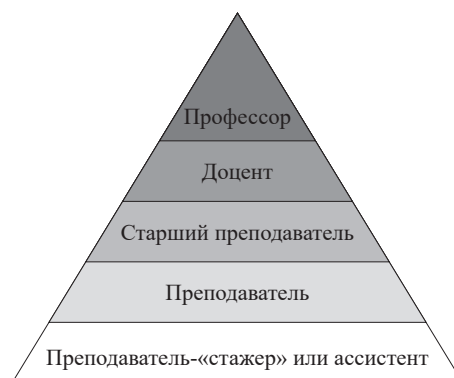 Профессор
Доцент
Старший преподаватель
Преподаватель
Преподаватель-«стажер» или ассистент